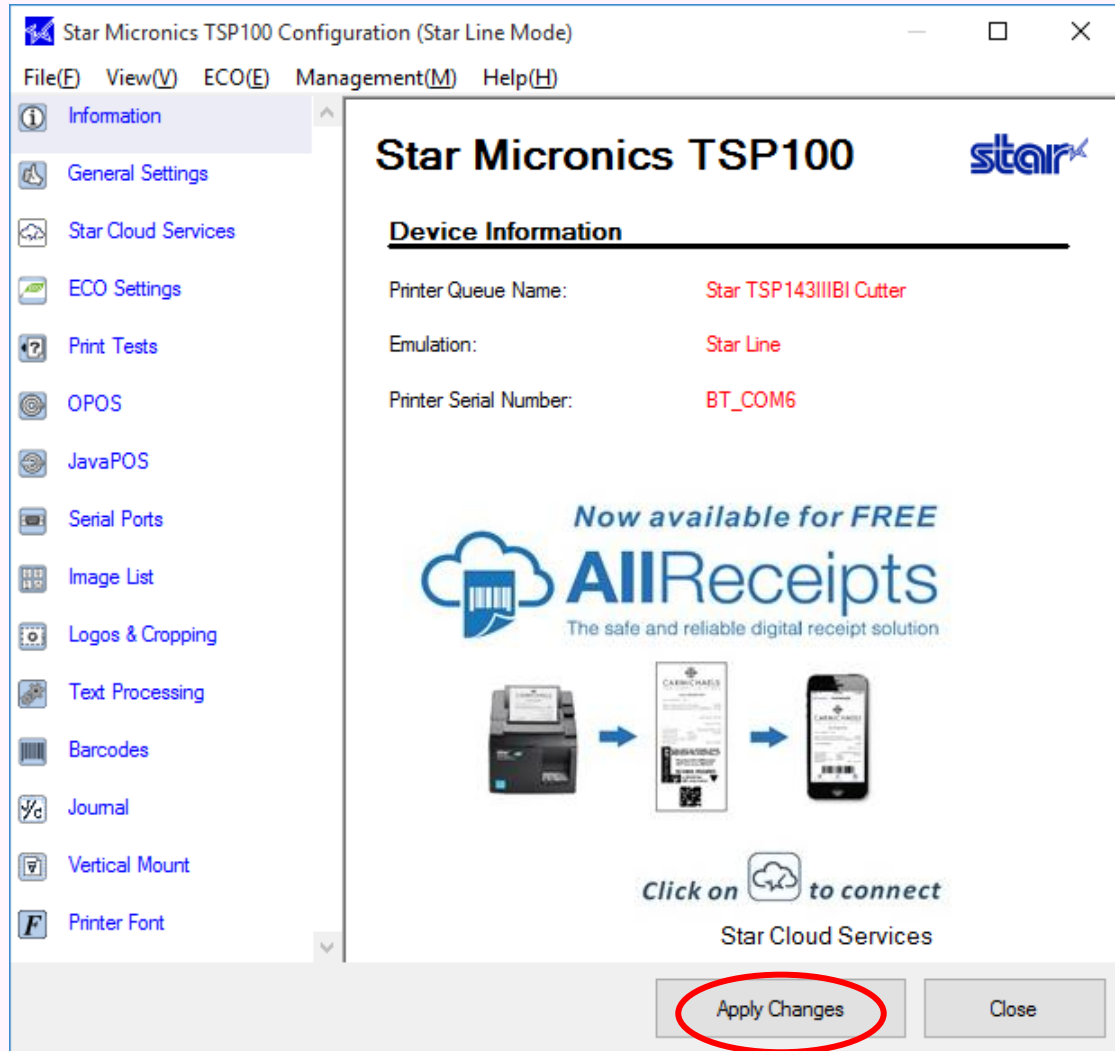 Star Micronics TSP100 Configuration (Star Line Mode)
File(F) View(V) ECO(E) Management(M) Help(H)
Information
General Settings
Star Cloud Services
ECO Settings
Print Tests
OPOS
JavaPOS
Serial Ports
Image List
Logos & Cropping
Text Processing
Barcodes
Journal
Vertical Mount
Printer Font
Star Micronics TSP100
star
Device Information
Printer Queue Name: Star TSP143IIIBI Cutter
Emulation: Star Line
Printer Serial Number: BT_COM6
Now available for FREE
AllReceipts
The safe and reliable digital receipt solution
CARMICHAELS
CARMICHAELS
CARMICHAELS
Click on to connect
Star Cloud Services
Apply Changes
Close